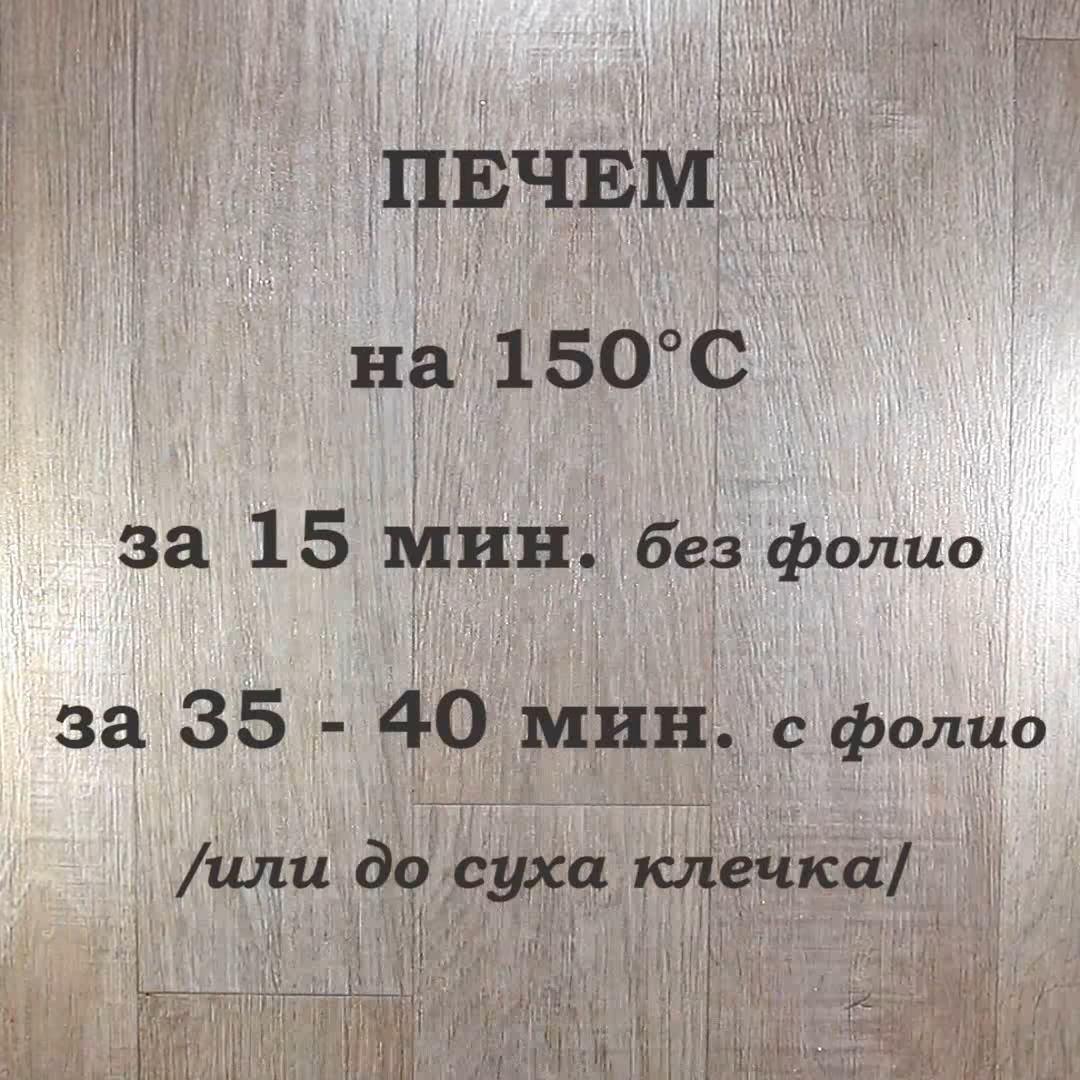 ПЕЧЕМ
на 150°C
за 15 мин. без фолио
за 35 - 40 мин. с фолио
/или до суха клечка/